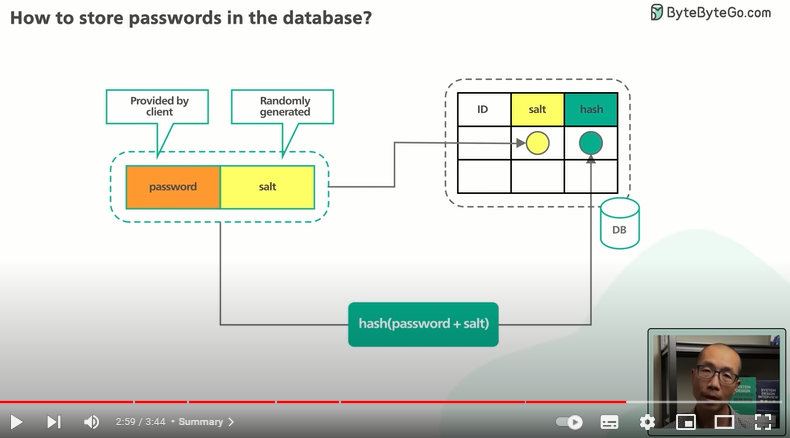 How to store passwords in the database?
ByteByteGo.com
Provided by
client
Randomly
generated
password
salt
ID
salt
hash
DB
hash(password + salt)
2:59 / 3:44 • Summary